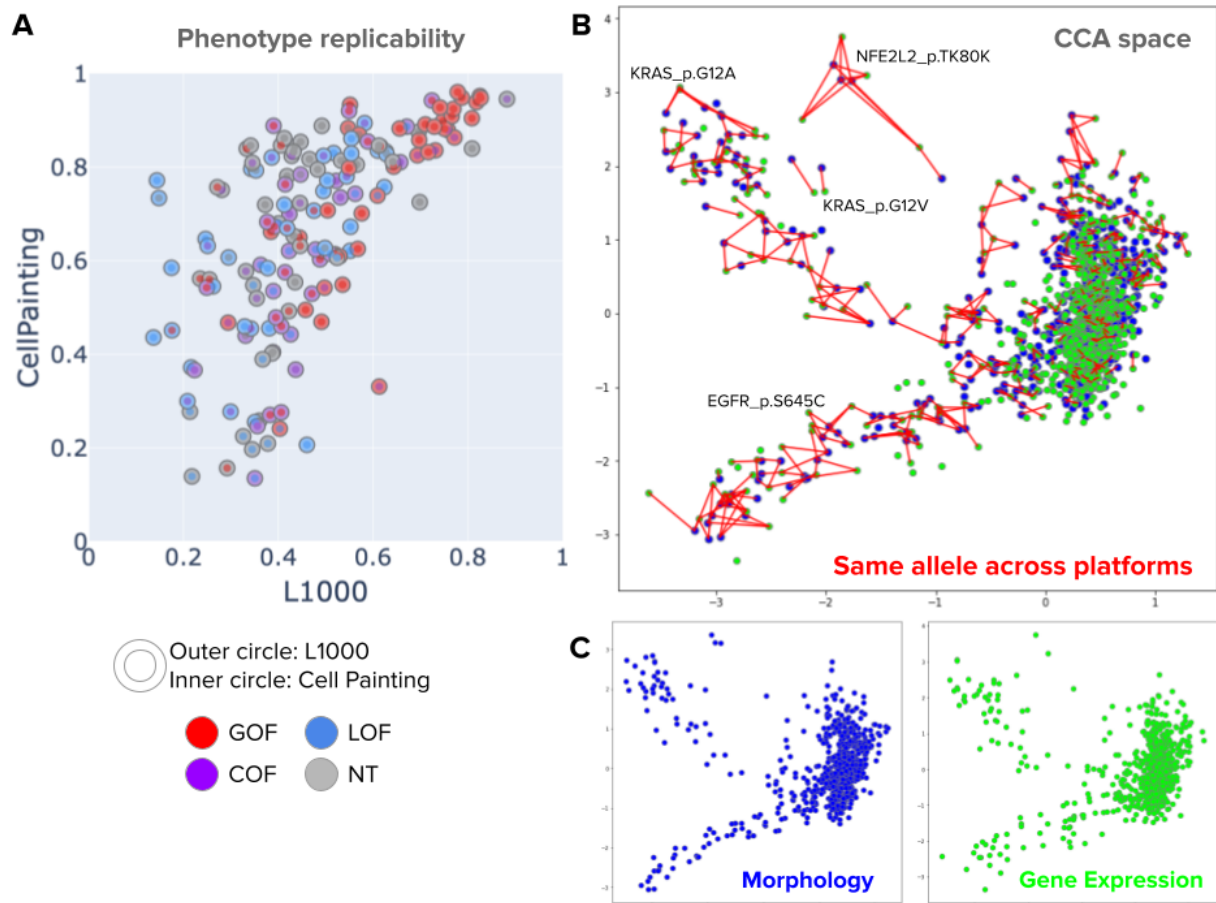 A
Phenotype replicability
1
0.8
0.6
0.4
0.2
0
CellPainting
0
0.2
0.4
0.6
0.8
1
L1000
Outer circle: L1000
Inner circle: Cell Painting
GOF
LOF
COF
NT
B
CCA space
4
3
2
1
0
−1
−2
−3
NFE2L2_p.TK80K
KRAS_p.G12A
KRAS_p.G12V
EGFR_p.S645C
Same allele across platforms
−3
−2
−1
0
1
C
Morphology
Gene Expression